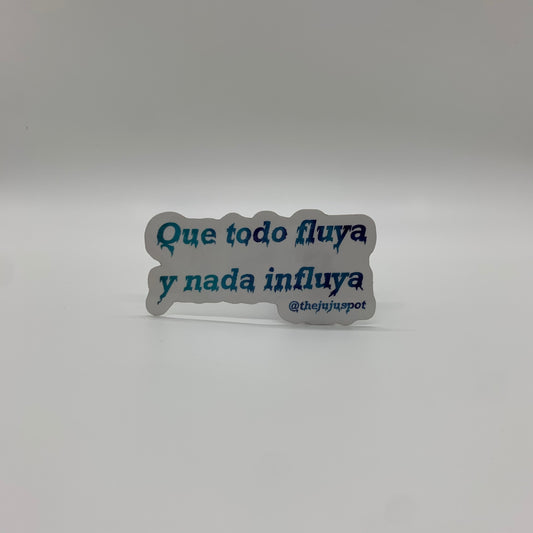 Que todo fluya
y nada influya
@thejujuspot